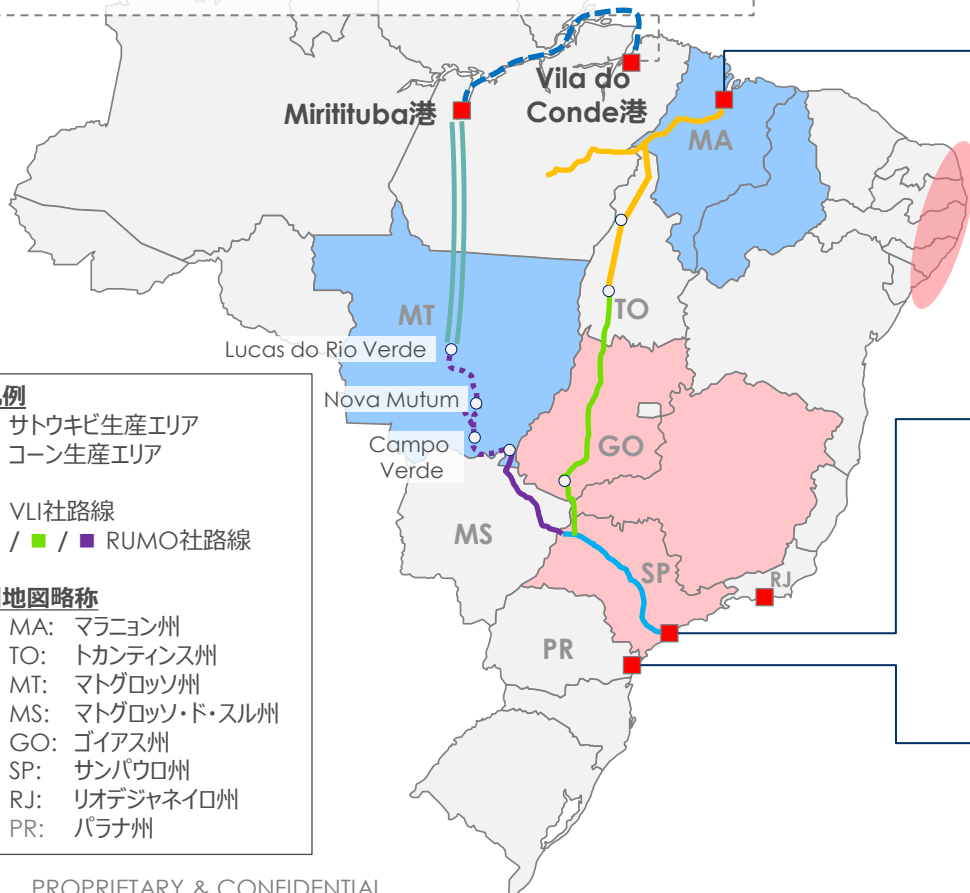 Miritituba港
Vila do
Conde港
MA
MT
TO
Lucas do Rio Verde
Nova Mutum
Campo
Verde
GO
MS
SP
RJ
PR
例
サトウキビ生産エリア
コーン生産エリア
VLI社路線
/ ■ / ■ RUMO社路線
地図略称
MA: マラニョン州
TO: トカンティンス州
MT: マトグロッソ州
MS: マトグロッソ・ド・スル州
GO: ゴイアス州
SP: サンパウロ州
RJ: リオデジャネイロ州
PR: パラナ州
PROPRIETARY & CONFIDENTIAL